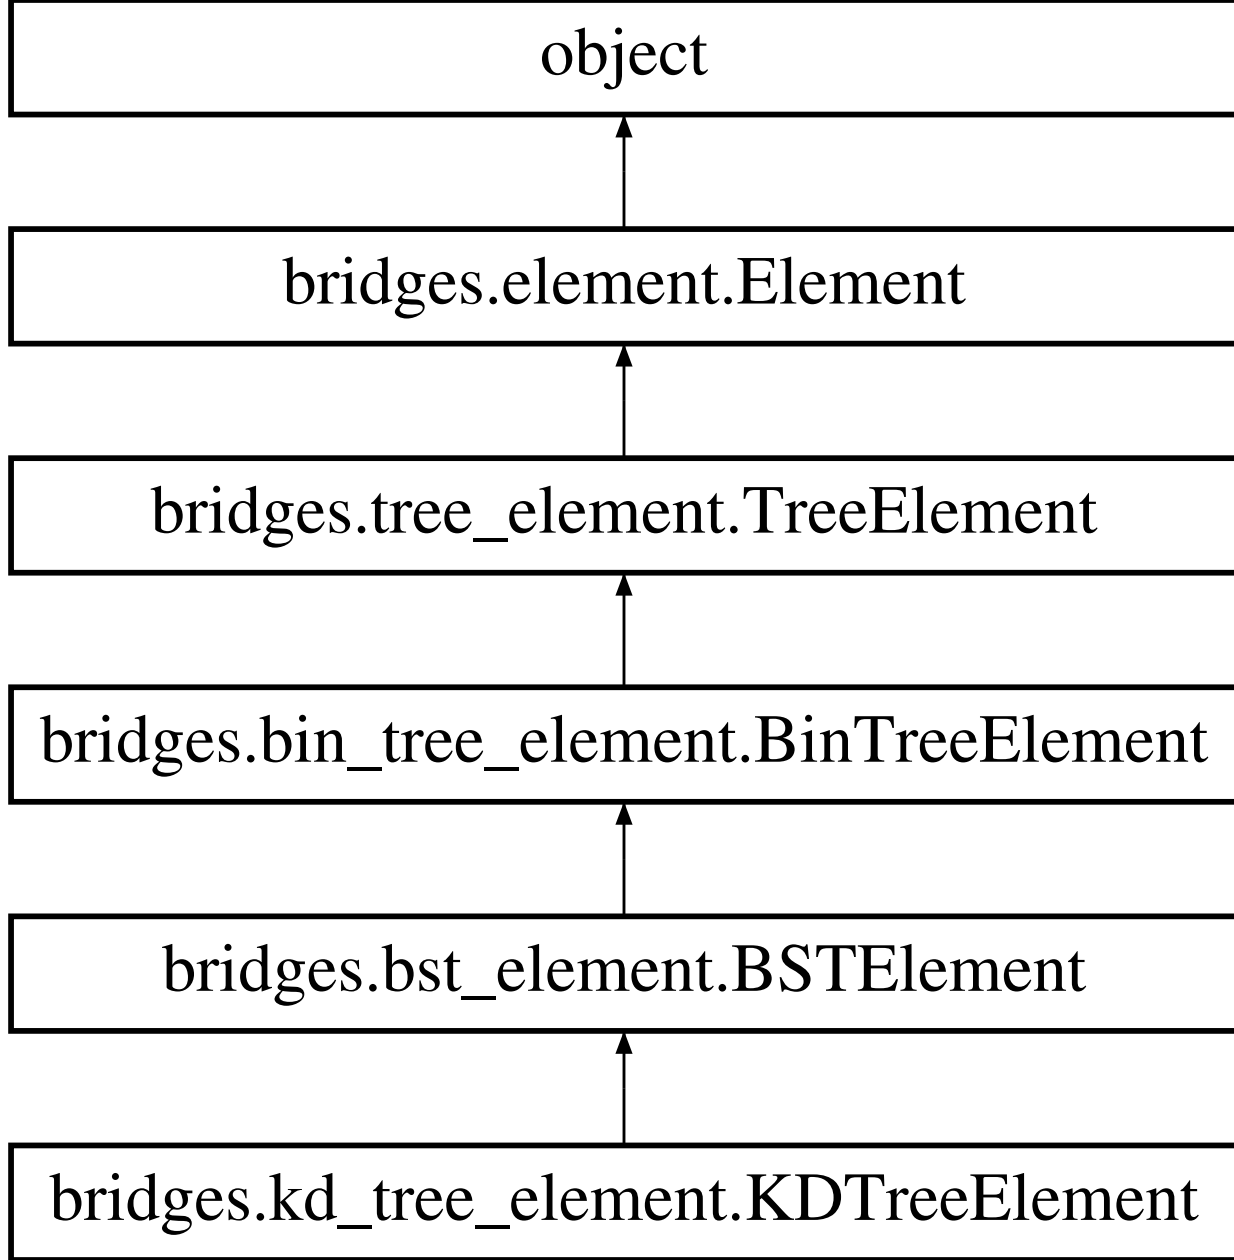 object
bridges.element.Element
bridges.tree_element.TreeElement
bridges.bin_tree_element.BinTreeElement
bridges.bst_element.BSTElement
bridges.kd_tree_element.KDTreeElement